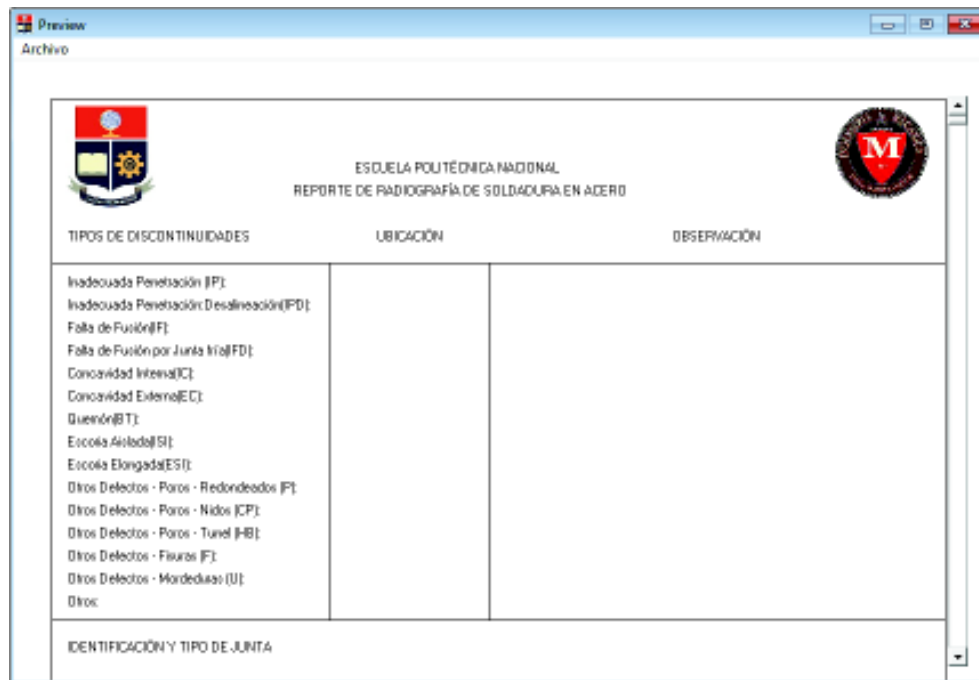 Preview
Archivo
ESCUELA POLITÉCNICA NACIONAL
REPORTE DE RADIOGRAFÍA DE SOLDADURA EN ACERO
TIPOS DE DISCONTINUIDADES UBICACIÓN OBSERVACIÓN
Inadecuada Penetración (IP):
Inadecuada Penetración:Desalineación(IPD):
Falta de Fusión(IF):
Falta de Fusión por Junta fría(IFD):
Concavidad Interna(IC):
Concavidad Externa(EC):
Quemón(BT):
Escoria Aislada(ISI):
Escoria Elongada(ESI):
Otros Defectos - Poros - Redondeados (P):
Otros Defectos - Poros - Nidos (CP):
Otros Defectos - Poros - Tunel (HB):
Otros Defectos - Fisuras (F):
Otros Defectos - Mordeduras (U):
Otros:
IDENTIFICACIÓN Y TIPO DE JUNTA
M